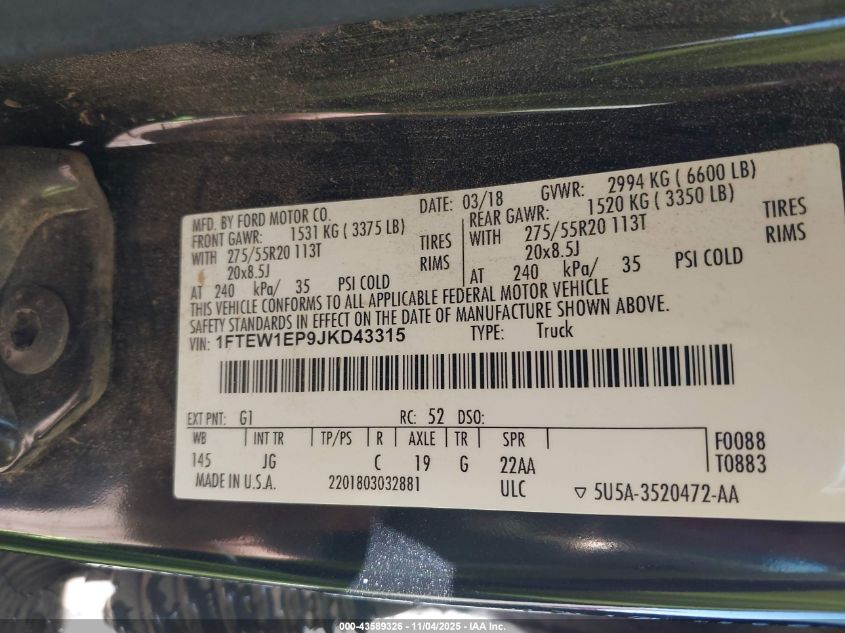 MFD. BY FORD MOTOR CO. DATE: 03/18 GVWR: 2994 KG ( 6600 LB)
FRONT GAWR: 1531 KG ( 3375 LB) REAR GAWR: 1520 KG ( 3350 LB)
WITH 275/55R20 113T TIRES WITH 275/55R20 113T TIRES
20x8.5J RIMS 20x8.5J RIMS
AT 240 kPa/ 35 PSI COLD AT 240 kPa/ 35 PSI COLD
THIS VEHICLE CONFORMS TO ALL APPLICABLE FEDERAL MOTOR VEHICLE
SAFETY STANDARDS IN EFFECT ON THE DATE OF MANUFACTURE SHOWN ABOVE.
VIN: 1FTEW1EP9JKD43315 TYPE: Truck
EXT PNT: G1 RC: 52 DSO:
WB INT TR TP/PS R AXLE TR SPR F0088
145 JG C 19 G 22AA T0883
MADE IN U.S.A. 2201803032881 ULC ▽ 5U5A-3520472-AA
000-43589326 - 11/04/2025 - IAA Inc.